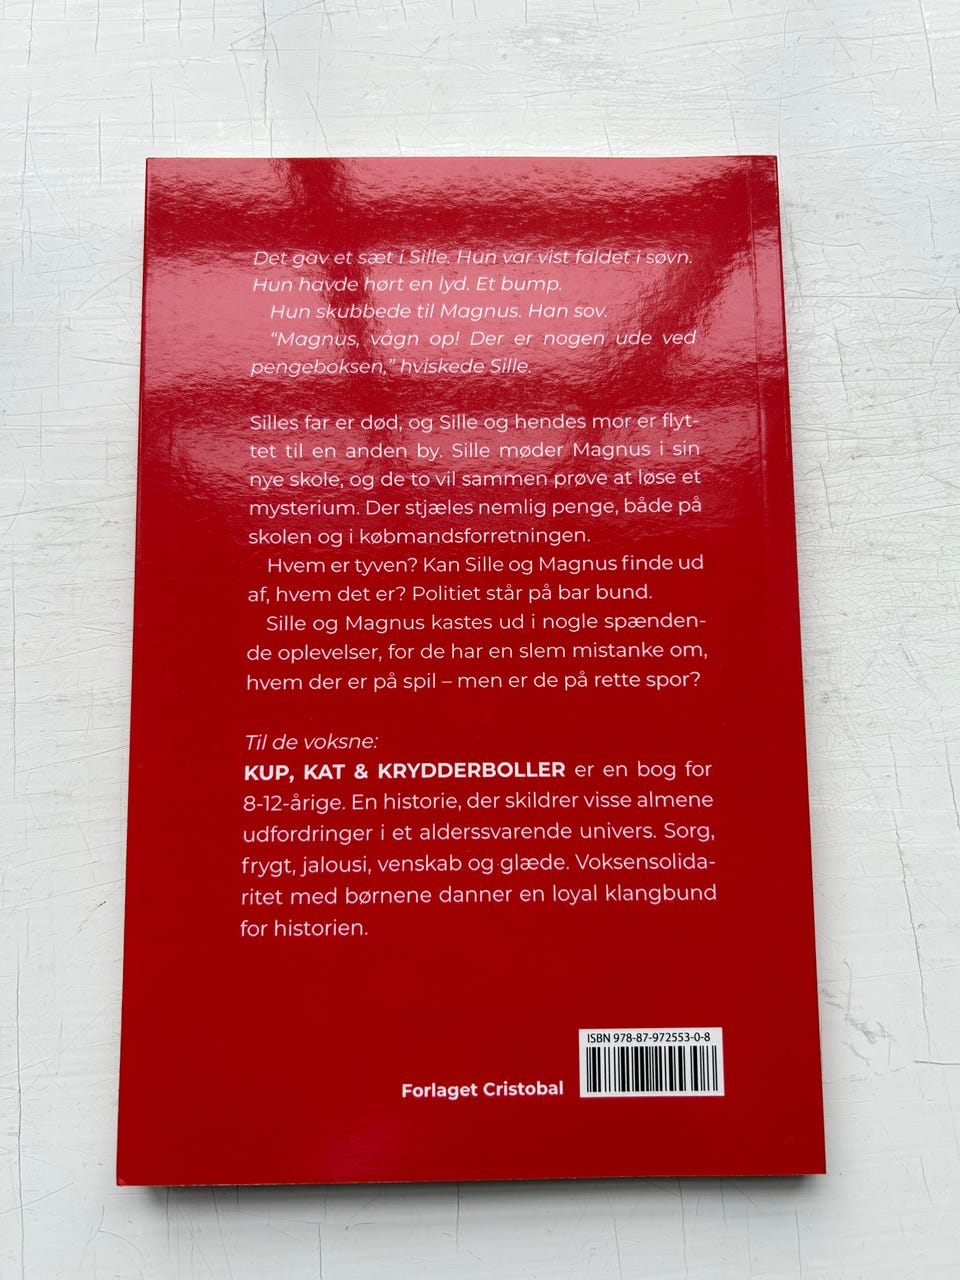 Det gav et sæt i Sille. Hun var vist faldet i søvn.
Hun havde hørt en lyd. Et bump.
Hun skubbede til Magnus. Han sov.
“Magnus, vågn op! Der er nogen ude ved
pengeboksen,” hviskede Sille.
Silles far er død, og Sille og hendes mor er flyt-
tet til en anden by. Sille møder Magnus i sin
nye skole, og de to vil sammen prøve at løse et
mysterium. Der stjæles nemlig penge, både på
skolen og i købmandsforretningen.
Hvem er tyven? Kan Sille og Magnus finde ud
af, hvem det er? Politiet står på bar bund.
Sille og Magnus kastes ud i nogle spænden-
de oplevelser, for de har en slem mistanke om,
hvem der er på spil – men er de på rette spor?
Til de voksne:
KUP, KAT & KRYDDERBOLLER er en bog for
8-12-årige. En historie, der skildrer visse almene
udfordringer i et alderssvarende univers. Sorg,
frygt, jalousi, venskab og glæde. Voksensolida-
ritet med børnene danner en loyal klangbund
for historien.
ISBN 978-87-972553-0-8
Forlaget Cristobal